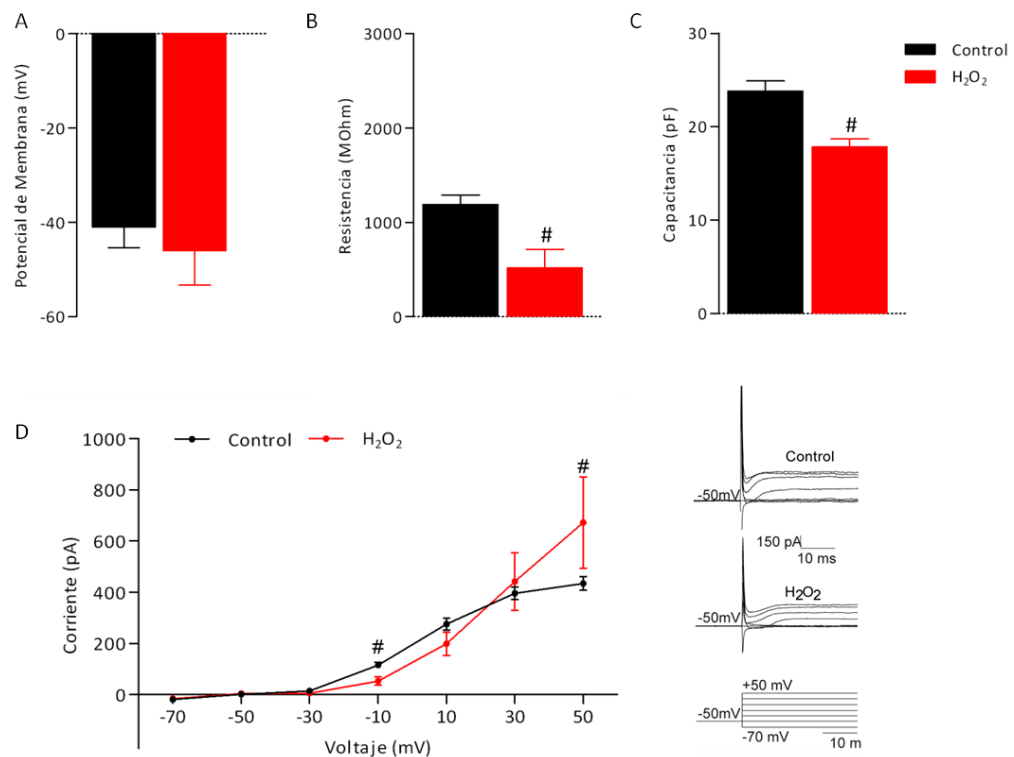 A
Potencial de Membrana (mV)
0
-20
-40
-60
B
Resistencia (MOhm)
3000
2000
1000
0
#
C
Capacitancia (pF)
30
20
10
0
#
Control
H₂O₂
D
Control
H₂O₂
Corriente (pA)
1000
800
600
400
200
0
#
#
-70 -50 -30 -10 10 30 50
Voltaje (mV)
Control
-50mV
150 pA
10 ms
H₂O₂
-50mV
+50 mV
-50mV
-70 mV
10 m